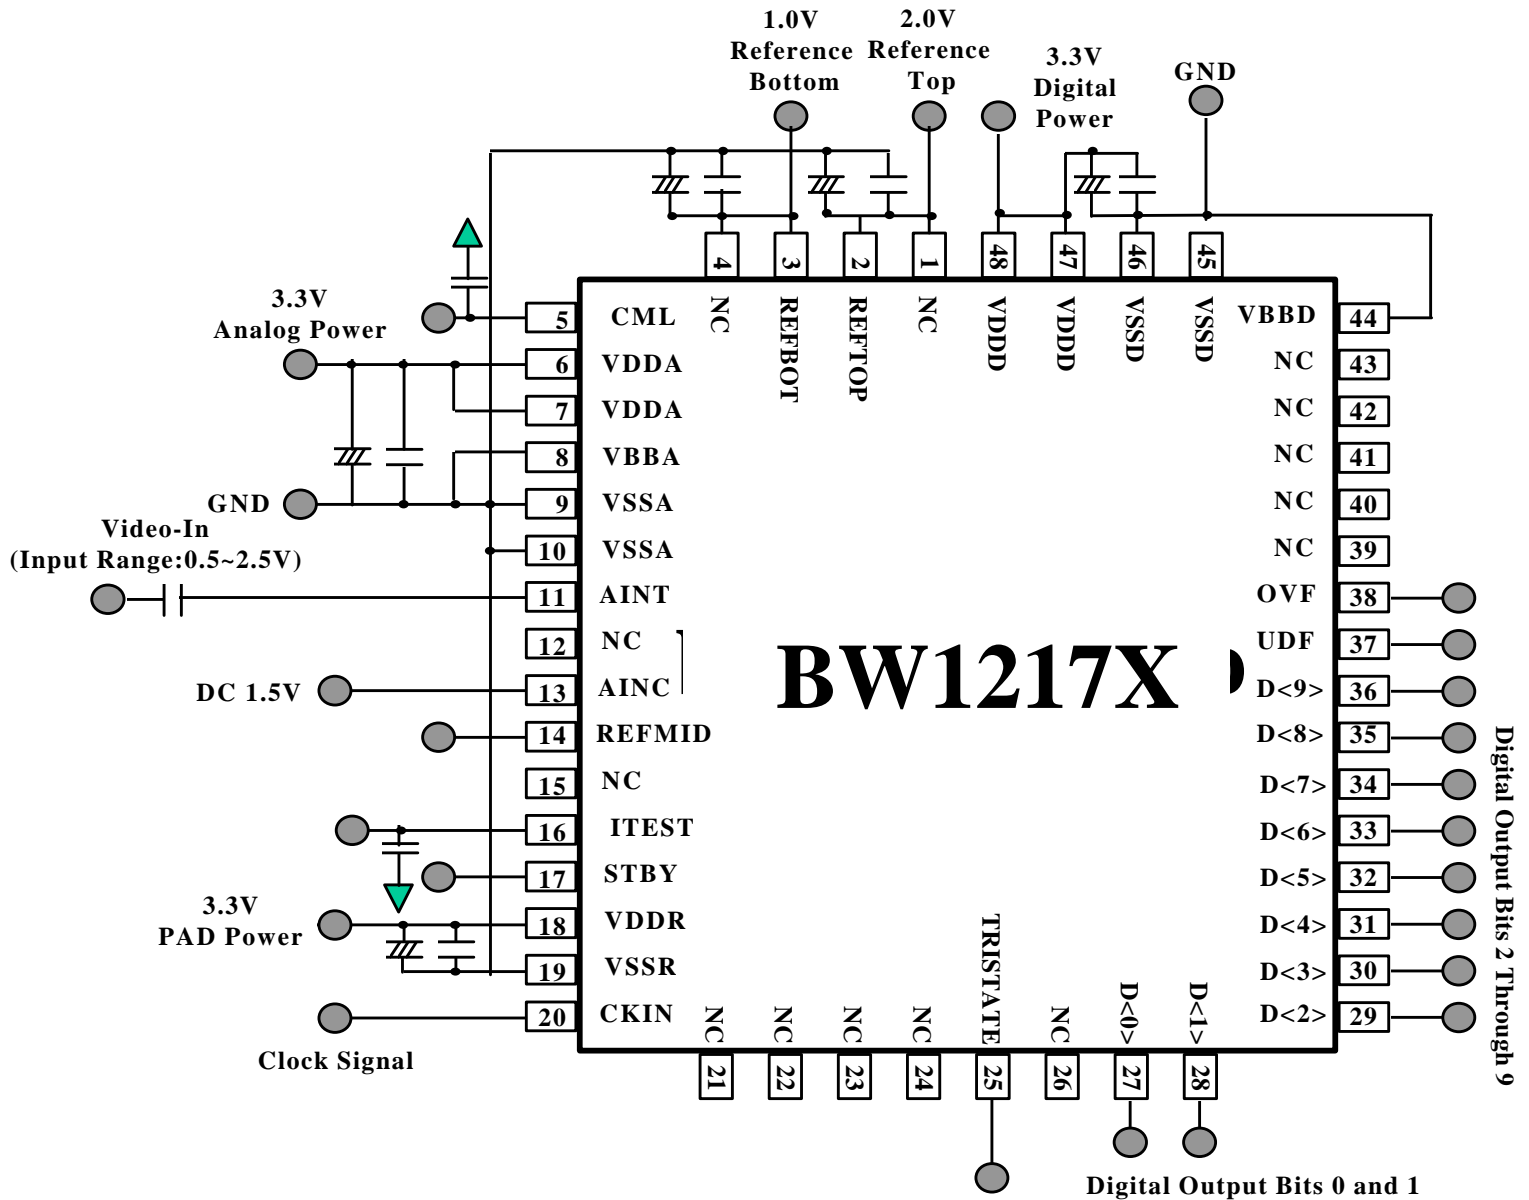 1.0V
Reference
Bottom
2.0V
Reference
Top
3.3V
Digital
Power
GND
4
3
2
1
48
47
46
45
NC
REFBOT
REFTOP
NC
VDDD
VDDD
VSSD
VSSD
3.3V
Analog Power
GND
Video-In
(Input Range:0.5~2.5V)
DC 1.5V
3.3V
PAD Power
Clock Signal
5 CML
6 VDDA
7 VDDA
8 VBBA
9 VSSA
10 VSSA
11 AINT
12 NC
13 AINC
14 REFMID
15 NC
16 ITEST
17 STBY
18 VDDR
19 VSSR
20 CKIN
BW1217X
VBBD 44
NC 43
NC 42
NC 41
NC 40
NC 39
OVF 38
UDF 37
D<9> 36
D<8> 35
D<7> 34
D<6> 33
D<5> 32
D<4> 31
D<3> 30
D<2> 29
Digital Output Bits 2 Through 9
NC
NC
NC
NC
TRISTATE
NC
D<0>
D<1>
21
22
23
24
25
26
27
28
Digital Output Bits 0 and 1